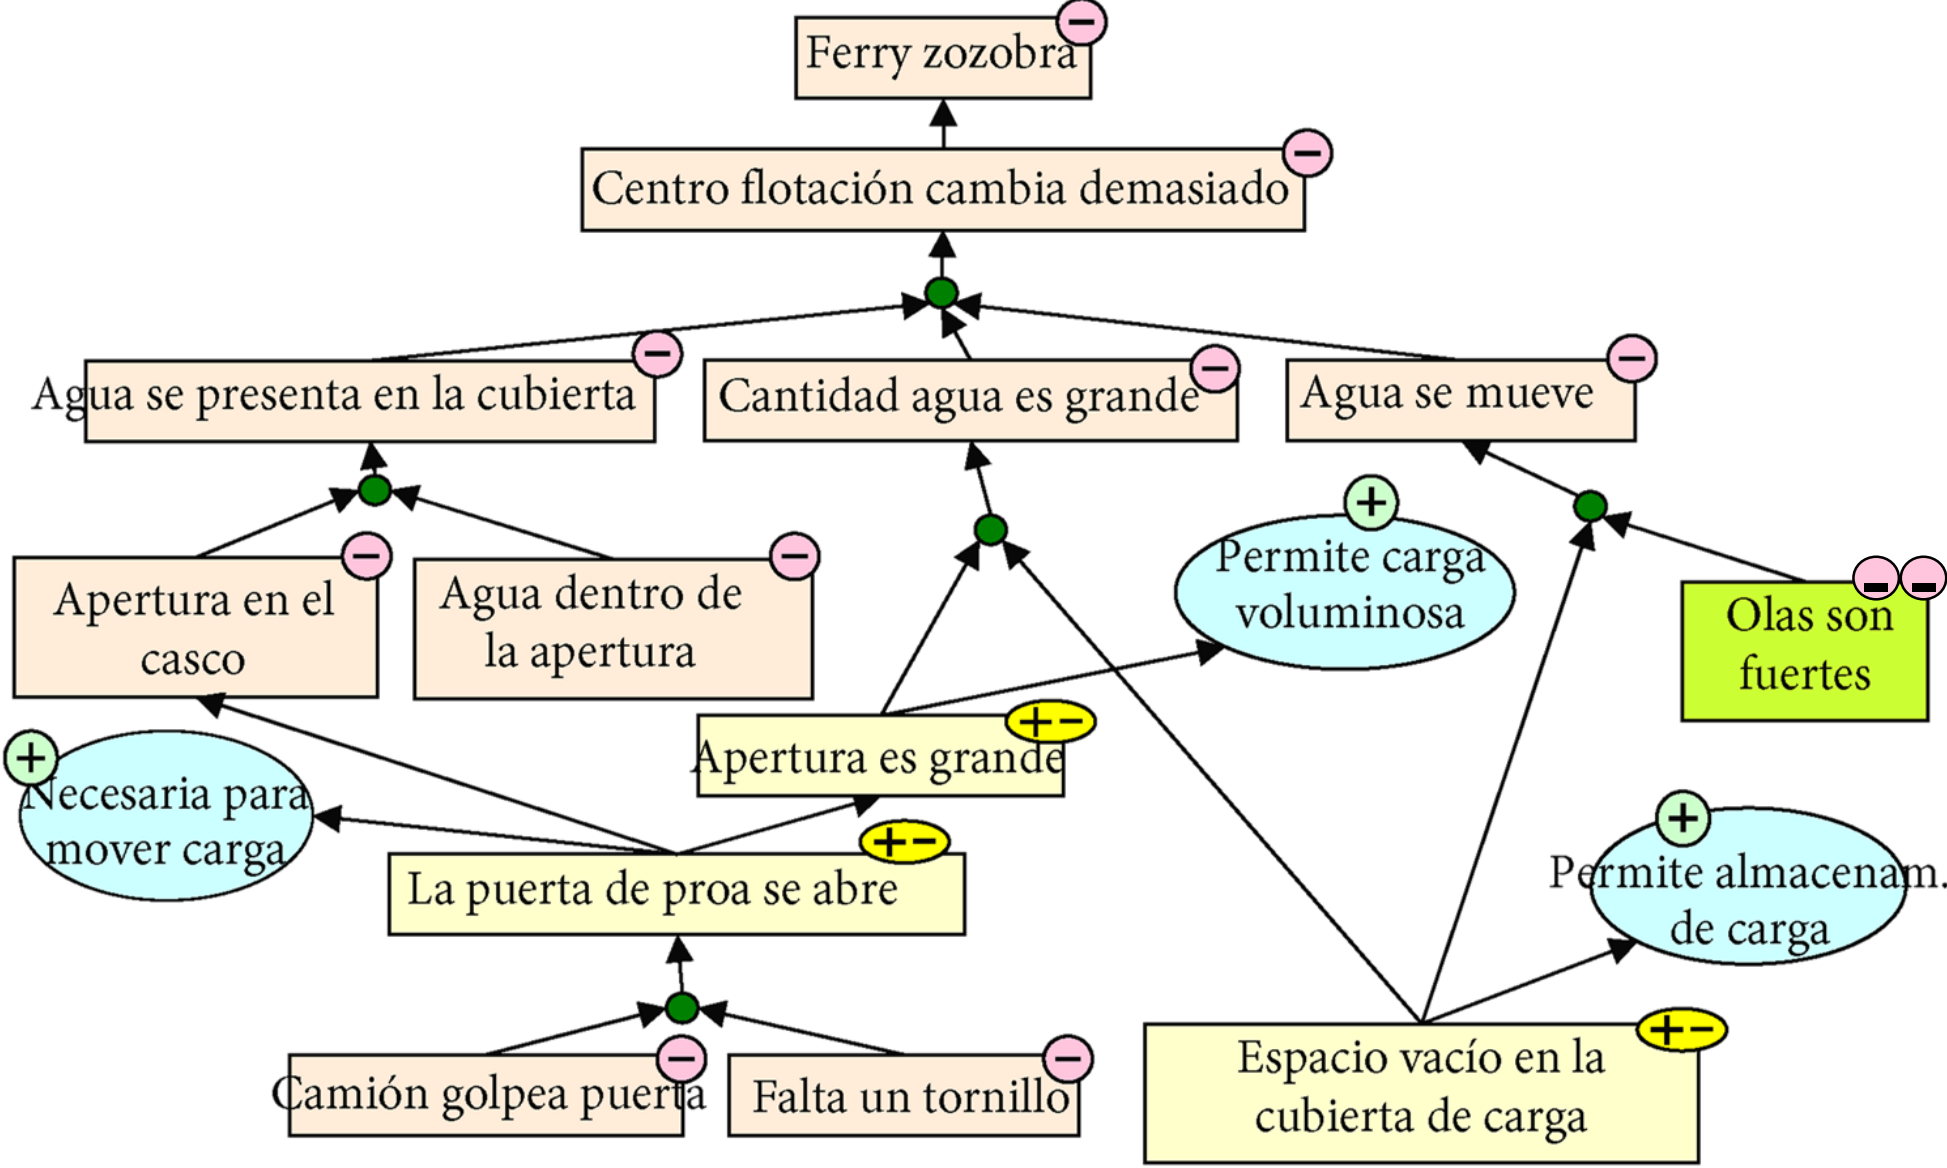 Ferry zozobra
Centro flotación cambia demasiado
Agua se presenta en la cubierta
Cantidad agua es grande
Agua se mueve
Permite carga
voluminosa
Apertura en el
casco
Agua dentro de
la apertura
Olas son
fuertes
Apertura es grande
Necesaria para
mover carga
La puerta de proa se abre
Permite almacenam.
de carga
Camión golpea puerta
Falta un tornillo
Espacio vacío en la
cubierta de carga